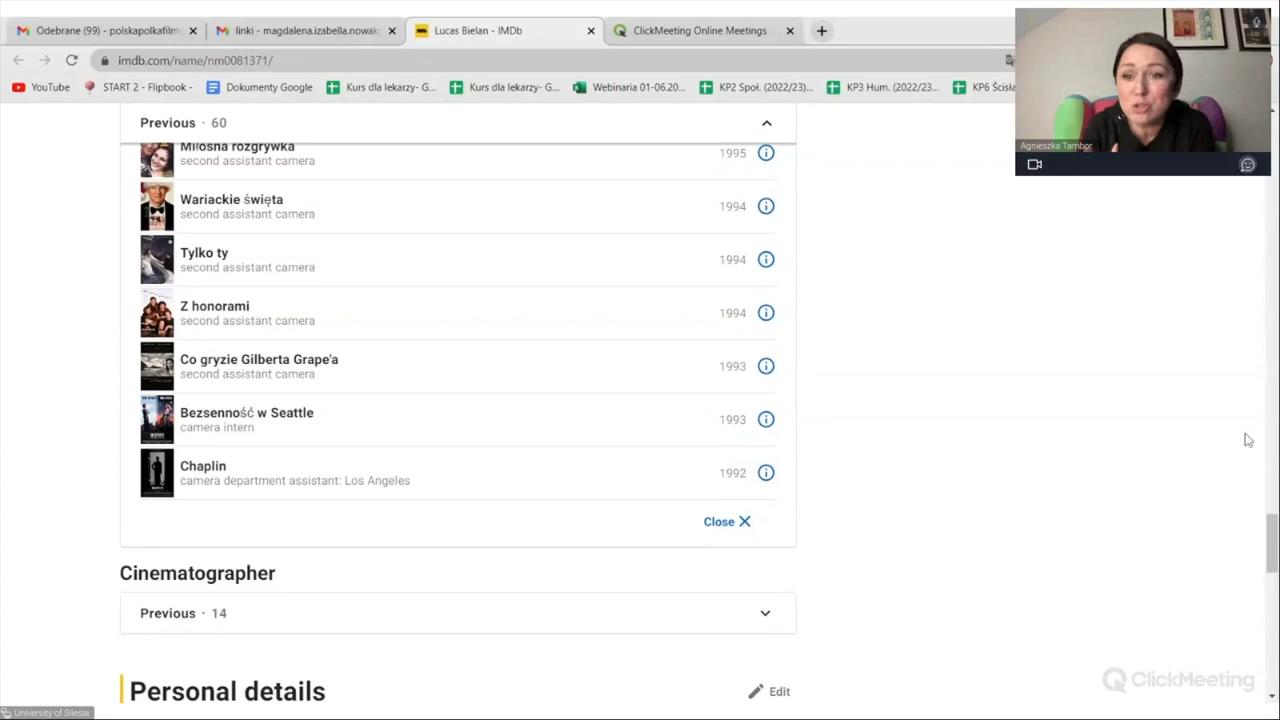 Odebrane (99) - polskapolkafilm
linki - magdalena.izabella.nowak
Lucas Bielan - IMDb
ClickMeeting Online Meetings
imdb.com/name/nm0081371/
YouTube
START 2 - Flipbook -
Dokumenty Google
Kurs dla lekarzy- G...
Kurs dla lekarzy- G...
Webinaria 01-06.20...
KP2 Społ. (2022/23)...
KP3 Hum. (2022/23...
KP6 Ścisła
Agnieszka Tambor
Previous · 60
Miłosna rozgrywka
second assistant camera
1995
Wariackie święta
second assistant camera
1994
Tylko ty
second assistant camera
1994
Z honorami
second assistant camera
1994
Co gryzie Gilberta Grape'a
second assistant camera
1993
Bezsenność w Seattle
camera intern
1993
Chaplin
camera department assistant: Los Angeles
1992
Close
Cinematographer
Previous · 14
Personal details
Edit
ClickMeeting
University of Silesia